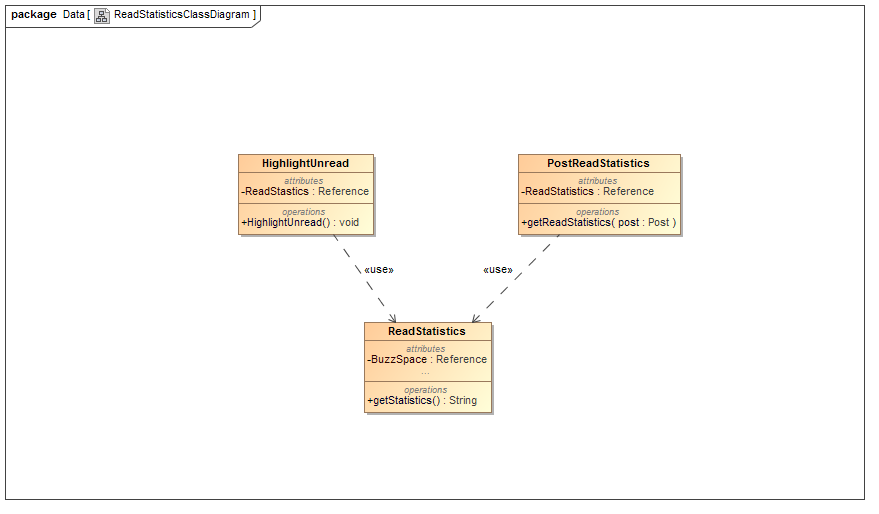 package Data [ ReadStatisticsClassDiagram ]
HighlightUnread
attributes
-ReadStastics : Reference
operations
+HighlightUnread() : void
PostReadStatistics
attributes
-ReadStatistics : Reference
operations
+getReadStatistics( post : Post )
«use»
«use»
ReadStatistics
attributes
-BuzzSpace : Reference
...
operations
+getStatistics() : String